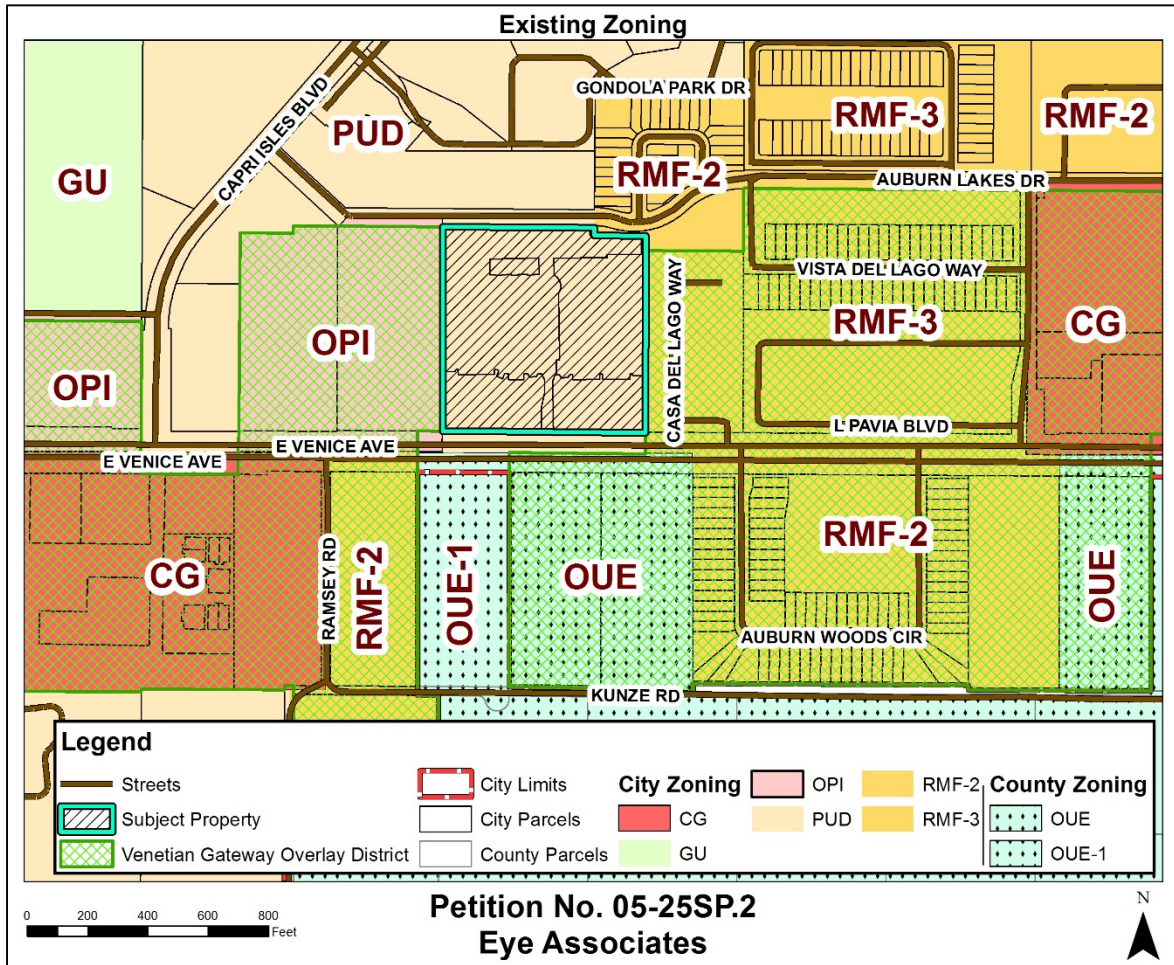 Existing Zoning
GONDOLA PARK DR
CAPRI ISLES BLVD
PUD
RMF-3
RMF-2
GU
RMF-2
AUBURN LAKES DR
VISTA DEL LAGO WAY
CASA DEL LAGO WAY
OPI
RMF-3
CG
OPI
L PAVIA BLVD
E VENICE AVE
E VENICE AVE
RAMSEY RD
RMF-2
OUE-1
OUE
RMF-2
OUE
CG
AUBURN WOODS CIR
KUNZE RD
Legend
Streets
Subject Property
Venetian Gateway Overlay District
City Limits
City Parcels
County Parcels
City Zoning
CG
GU
OPI
PUD
RMF-2
RMF-3
County Zoning
OUE
OUE-1
0 200 400 600 800
Feet
Petition No. 05-25SP.2
Eye Associates
N